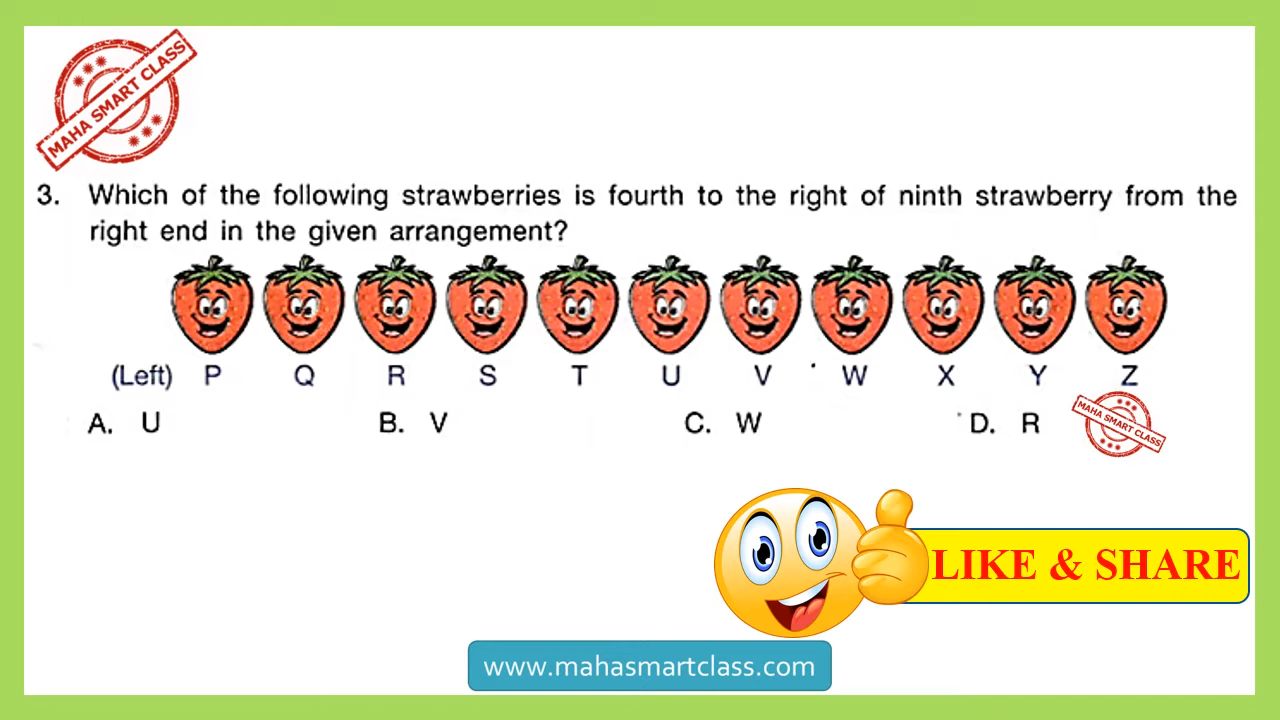 MAHA SMART CLASS
3. Which of the following strawberries is fourth to the right of ninth strawberry from the
right end in the given arrangement?
(Left) P Q R S T U V W X Y Z
A. U B. V C. W D. R
MAHA SMART CLASS
LIKE & SHARE
www.mahasmartclass.com